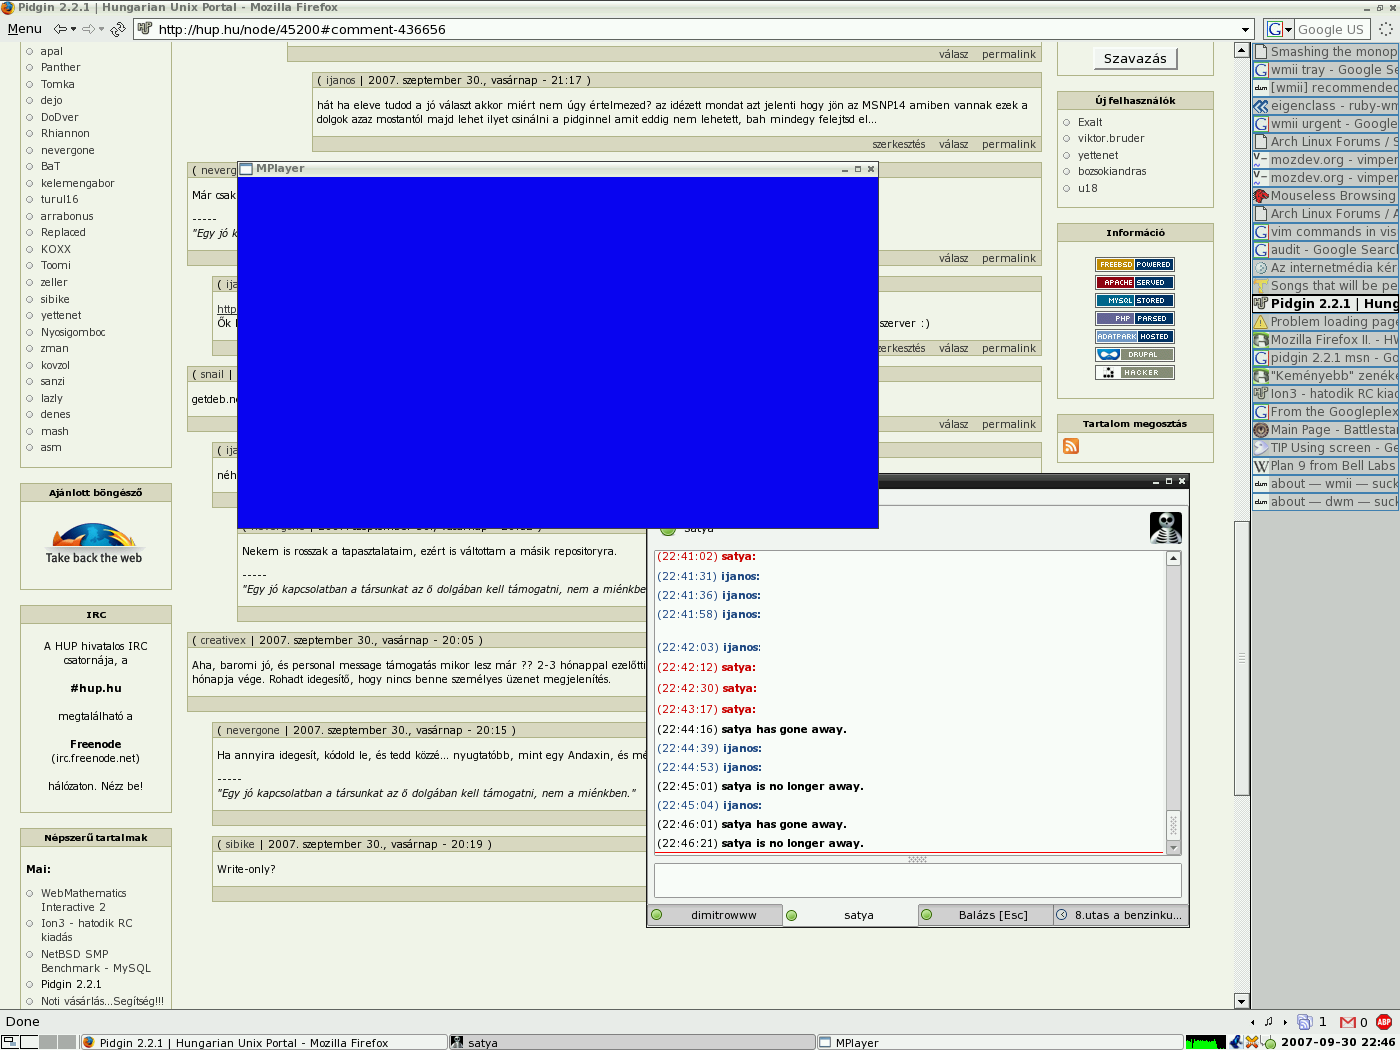 Pidgin 2.2.1 | Hungarian Unix Portal - Mozilla Firefox
Menu
http://hup.hu/node/45200#comment-436656
Google US
apal
Panther
Tomka
dejo
DoDver
Rhiannon
nevergone
BaT
kelemengabor
turul16
arrabonus
Replaced
KOXX
Toomi
zeller
sibike
yettenet
Nyosigomboc
zman
kovzol
sanzi
lazly
denes
mash
asm
Ajánlott böngésző
Take back the web
IRC
A HUP hivatalos IRC
csatornája, a
#hup.hu
megtalálható a
Freenode
(irc.freenode.net)
hálózaton. Nézz be!
Népszerű tartalmak
Mai:
WebMathematics
Interactive 2
Ion3 - hatodik RC
kiadás
NetBSD SMP
Benchmark - MySQL
Pidgin 2.2.1
Noti vásárlás...Segítség!!!
válasz permalink
( ijanos | 2007. szeptember 30., vasárnap - 21:17 )
hát ha eleve tudod a jó választ akkor miért nem úgy értelmezed? az idézett mondat azt jelenti hogy jön az MSNP14 amiben vannak ezek a
dolgok azaz mostantól majd lehet ilyet csinálni a pidginnel amit eddig nem lehetett, bah mindegy felejtsd el...
szerkesztés válasz permalink
( neverg
Már csak
-----
"Egy jó k
válasz permalink
( ija
http
Ők l
szerver :)
erkesztés válasz permalink
( snail |
getdeb.ne
válasz permalink
( ija
néh
MPlayer
Nekem is rosszak a tapasztalataim, ezért is váltottam a másik repositoryra.
-----
"Egy jó kapcsolatban a társunkat az ő dolgában kell támogatni, nem a miénkbe
( creativex | 2007. szeptember 30., vasárnap - 20:05 )
Aha, baromi jó, és personal message támogatás mikor lesz már ?? 2-3 hónappal ezelőtti
hónapja vége. Rohadt idegesítő, hogy nincs benne személyes üzenet megjelenítés.
( nevergone | 2007. szeptember 30., vasárnap - 20:15 )
Ha annyira idegesít, kódold le, és tedd közzé... nyugtatóbb, mint egy Andaxin, és mé
-----
"Egy jó kapcsolatban a társunkat az ő dolgában kell támogatni, nem a miénkben."
( sibike | 2007. szeptember 30., vasárnap - 20:19 )
Write-only?
satya
(22:41:02) satya:
(22:41:31) ijanos:
(22:41:36) ijanos:
(22:41:58) ijanos:
(22:42:03) ijanos:
(22:42:12) satya:
(22:42:30) satya:
(22:43:17) satya:
(22:44:16) satya has gone away.
(22:44:39) ijanos:
(22:44:53) ijanos:
(22:45:01) satya is no longer away.
(22:45:04) ijanos:
(22:46:01) satya has gone away.
(22:46:21) satya is no longer away.
dimitrowww satya Balázs [Esc] 8.utas a benzinku...
Szavazás
Új felhasználók
Exalt
viktor.bruder
yettenet
bozsokiandras
u18
Információ
FREEBSD POWERED
APACHE SERVED
MYSQL STORED
PHP PARSED
ADATPARK HOSTED
DRUPAL
HACKER
Tartalom megosztás
Smashing the monop
wmii tray - Google Se
[wmii] recommended
eigenclass - ruby-wm
wmii urgent - Google
Arch Linux Forums / S
mozdev.org - vimper
mozdev.org - vimper
Mouseless Browsing
Arch Linux Forums / A
vim commands in vis
audit - Google Searc
Az internetmédia kér
Songs that will be pe
Pidgin 2.2.1 | Hung
Problem loading page
Mozilla Firefox II. - HW
pidgin 2.2.1 msn - Go
"Keményebb" zenéke
Ion3 - hatodik RC kiad
From the Googleplex
Main Page - Battlestar
TIP Using screen - Ge
Plan 9 from Bell Labs
about — wmii — suck
about — dwm — suck
Done
1
0
ABP
Pidgin 2.2.1 | Hungarian Unix Portal - Mozilla Firefox
satya
MPlayer
2007-09-30 22:46